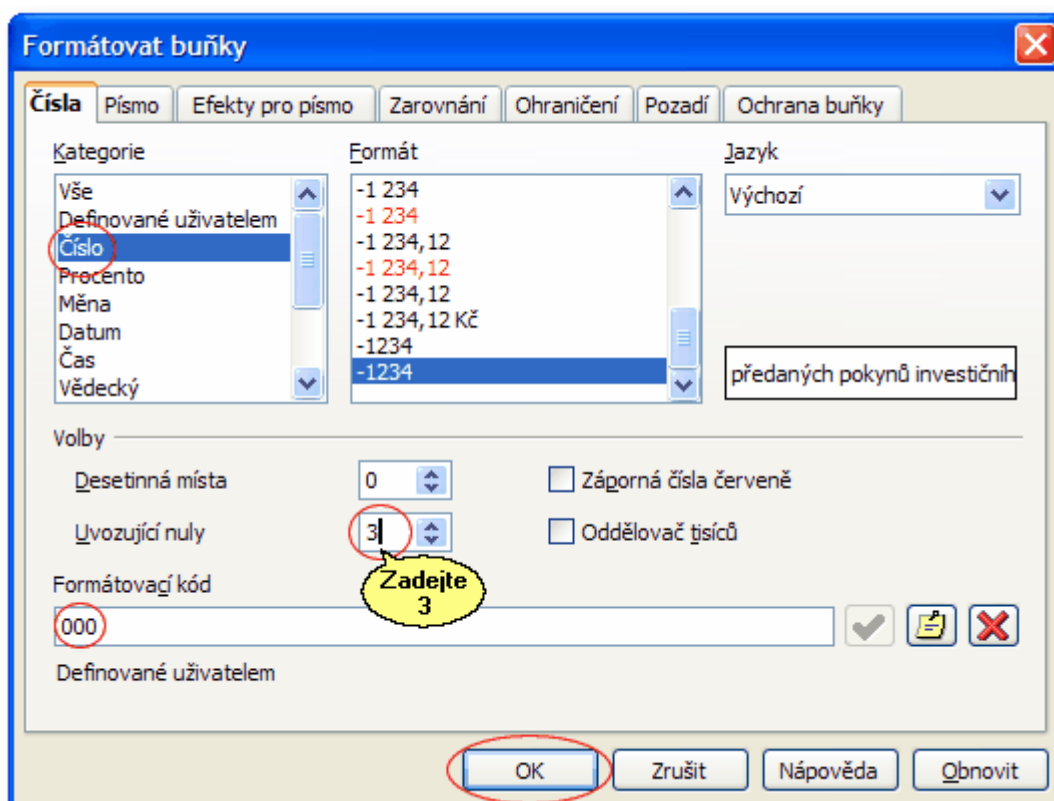 Formátovat buňky
Čísla Písmo Efekty pro písmo Zarovnání Ohraničení Pozadí Ochrana buňky
Kategorie
Vše
Definované uživatelem
Číslo
Procento
Měna
Datum
Čas
Vědecký
Formát
-1 234
-1 234
-1 234,12
-1 234,12
-1 234,12
-1 234,12 Kč
-1234
-1234
Jazyk
Výchozí
předaných pokynů investičníh
Volby
Desetinná místa 0
Záporná čísla červeně
Uvozující nuly 3
Oddělovač tisíců
Zadejte
3
Formátovací kód
000
Definované uživatelem
OK Zrušit Nápověda Obnovit